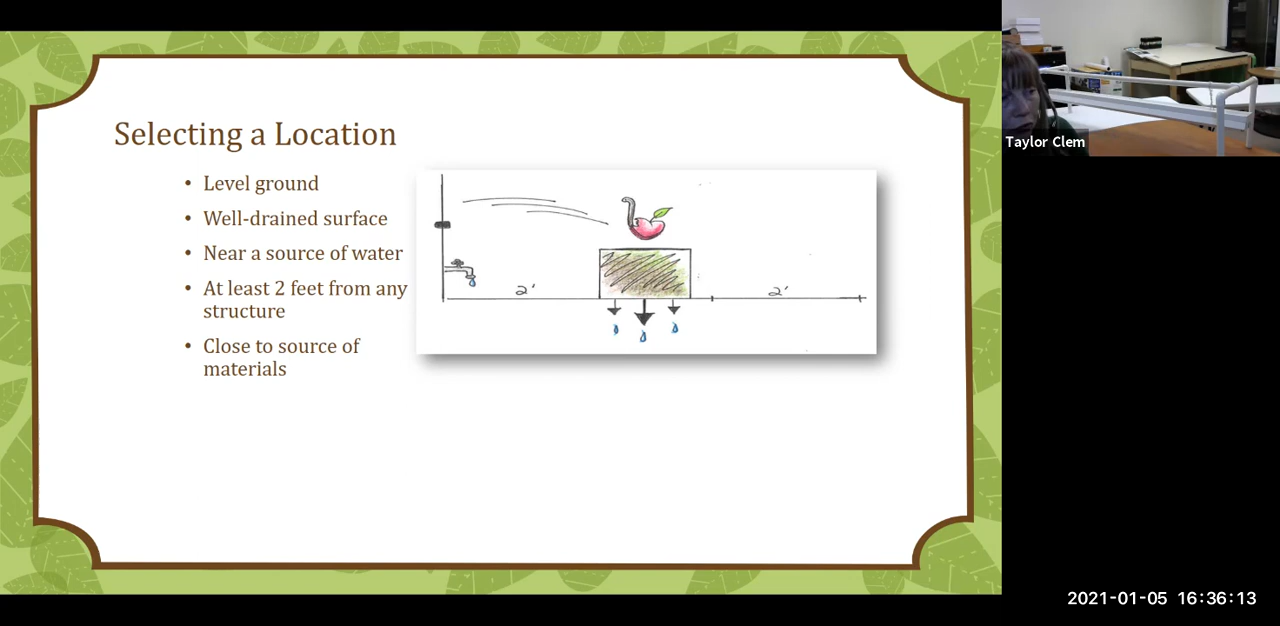 Selecting a Location
• Level ground
• Well-drained surface
• Near a source of water
• At least 2 feet from any
structure
• Close to source of
materials
2'
2'
Taylor Clem
2021-01-05 16:36:13